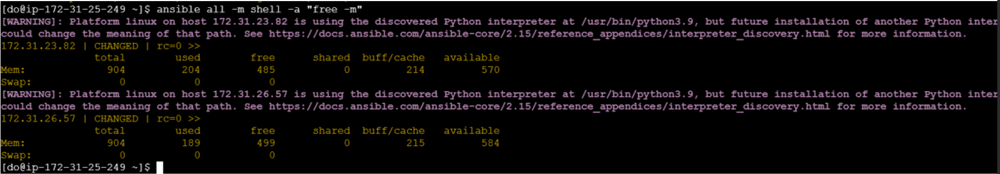 [do@ip-172-31-25-249 ~]$ ansible all -m shell -a "free -m"
[WARNING]: Platform linux on host 172.31.23.82 is using the discovered Python interpreter at /usr/bin/python3.9, but future installation of another Python inter
could change the meaning of that path. See https://docs.ansible.com/ansible-core/2.15/reference_appendices/interpreter_discovery.html for more information.
172.31.23.82 | CHANGED | rc=0 >>
total used free shared buff/cache available
Mem: 904 204 485 0 214 570
Swap: 0 0 0
[WARNING]: Platform linux on host 172.31.26.57 is using the discovered Python interpreter at /usr/bin/python3.9, but future installation of another Python inter
could change the meaning of that path. See https://docs.ansible.com/ansible-core/2.15/reference_appendices/interpreter_discovery.html for more information.
172.31.26.57 | CHANGED | rc=0 >>
total used free shared buff/cache available
Mem: 904 189 499 0 215 584
Swap: 0 0 0
[do@ip-172-31-25-249 ~]$